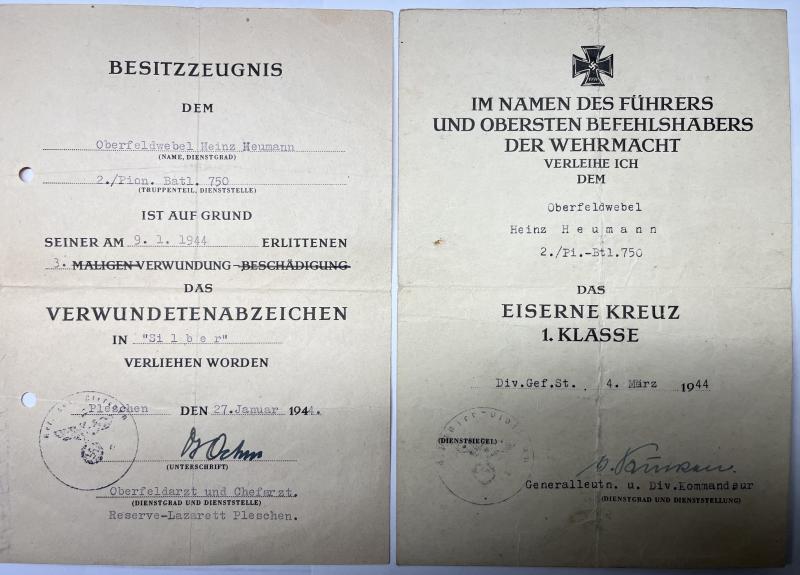 BESITZZEUGNIS
DEM
Oberfeldwebel Heinz Heumann
(NAME, DIENSTGRAD)
2./Pion. Batl. 750
(TRUPPENTEIL, DIENSTSTELLE)
IST AUF GRUND
SEINER AM 9. 1. 1944 ERLITTENEN
3. MALIGEN VERWUNDUNG - BESCHÄDIGUNG
DAS
VERWUNDETENABZEICHEN
IN "Silber"
VERLIEHEN WORDEN
Pleschen DEN 27. Januar 1944.
(UNTERSCHRIFT)
Oberfeldarzt und Chefarzt.
(DIENSTGRAD UND DIENSTSTELLE)
Reserve-Lazarett Pleschen.
IM NAMEN DES FÜHRERS
UND OBERSTEN BEFEHLSHABERS
DER WEHRMACHT
VERLEIHE ICH
DEM
Oberfeldwebel
Heinz Heumann
2./Pi.-Btl.750
DAS
EISERNE KREUZ
1. KLASSE
Div.Gef.St. 4. März 1944
(DIENSTSIEGEL)
Generalleutn. u. Div.Kommandeur
(DIENSTGRAD UND DIENSTSTELLUNG)